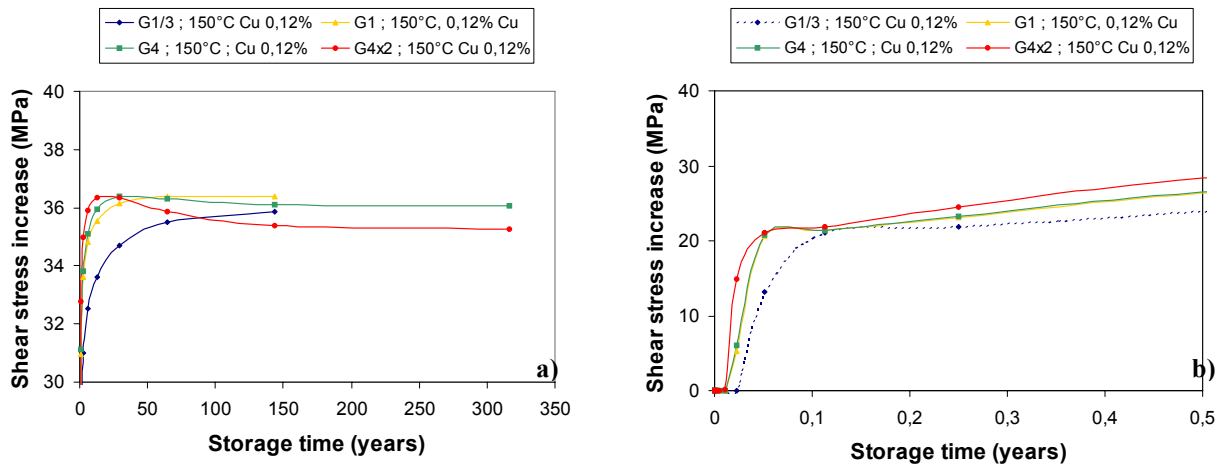 G1/3 ; 150°C Cu 0,12%
G1 ; 150°C, 0,12% Cu
G4 ; 150°C ; Cu 0,12%
G4x2 ; 150°C Cu 0,12%
Shear stress increase (MPa)
40
38
36
34
32
30
0
50
100
150
200
250
300
350
a)
Storage time (years)
G1/3 ; 150°C Cu 0,12%
G1 ; 150°C, 0,12% Cu
G4 ; 150°C ; Cu 0,12%
G4x2 ; 150°C Cu 0,12%
Shear stress increase (MPa)
40
30
20
10
0
0
0,1
0,2
0,3
0,4
0,5
b)
Storage time (years)